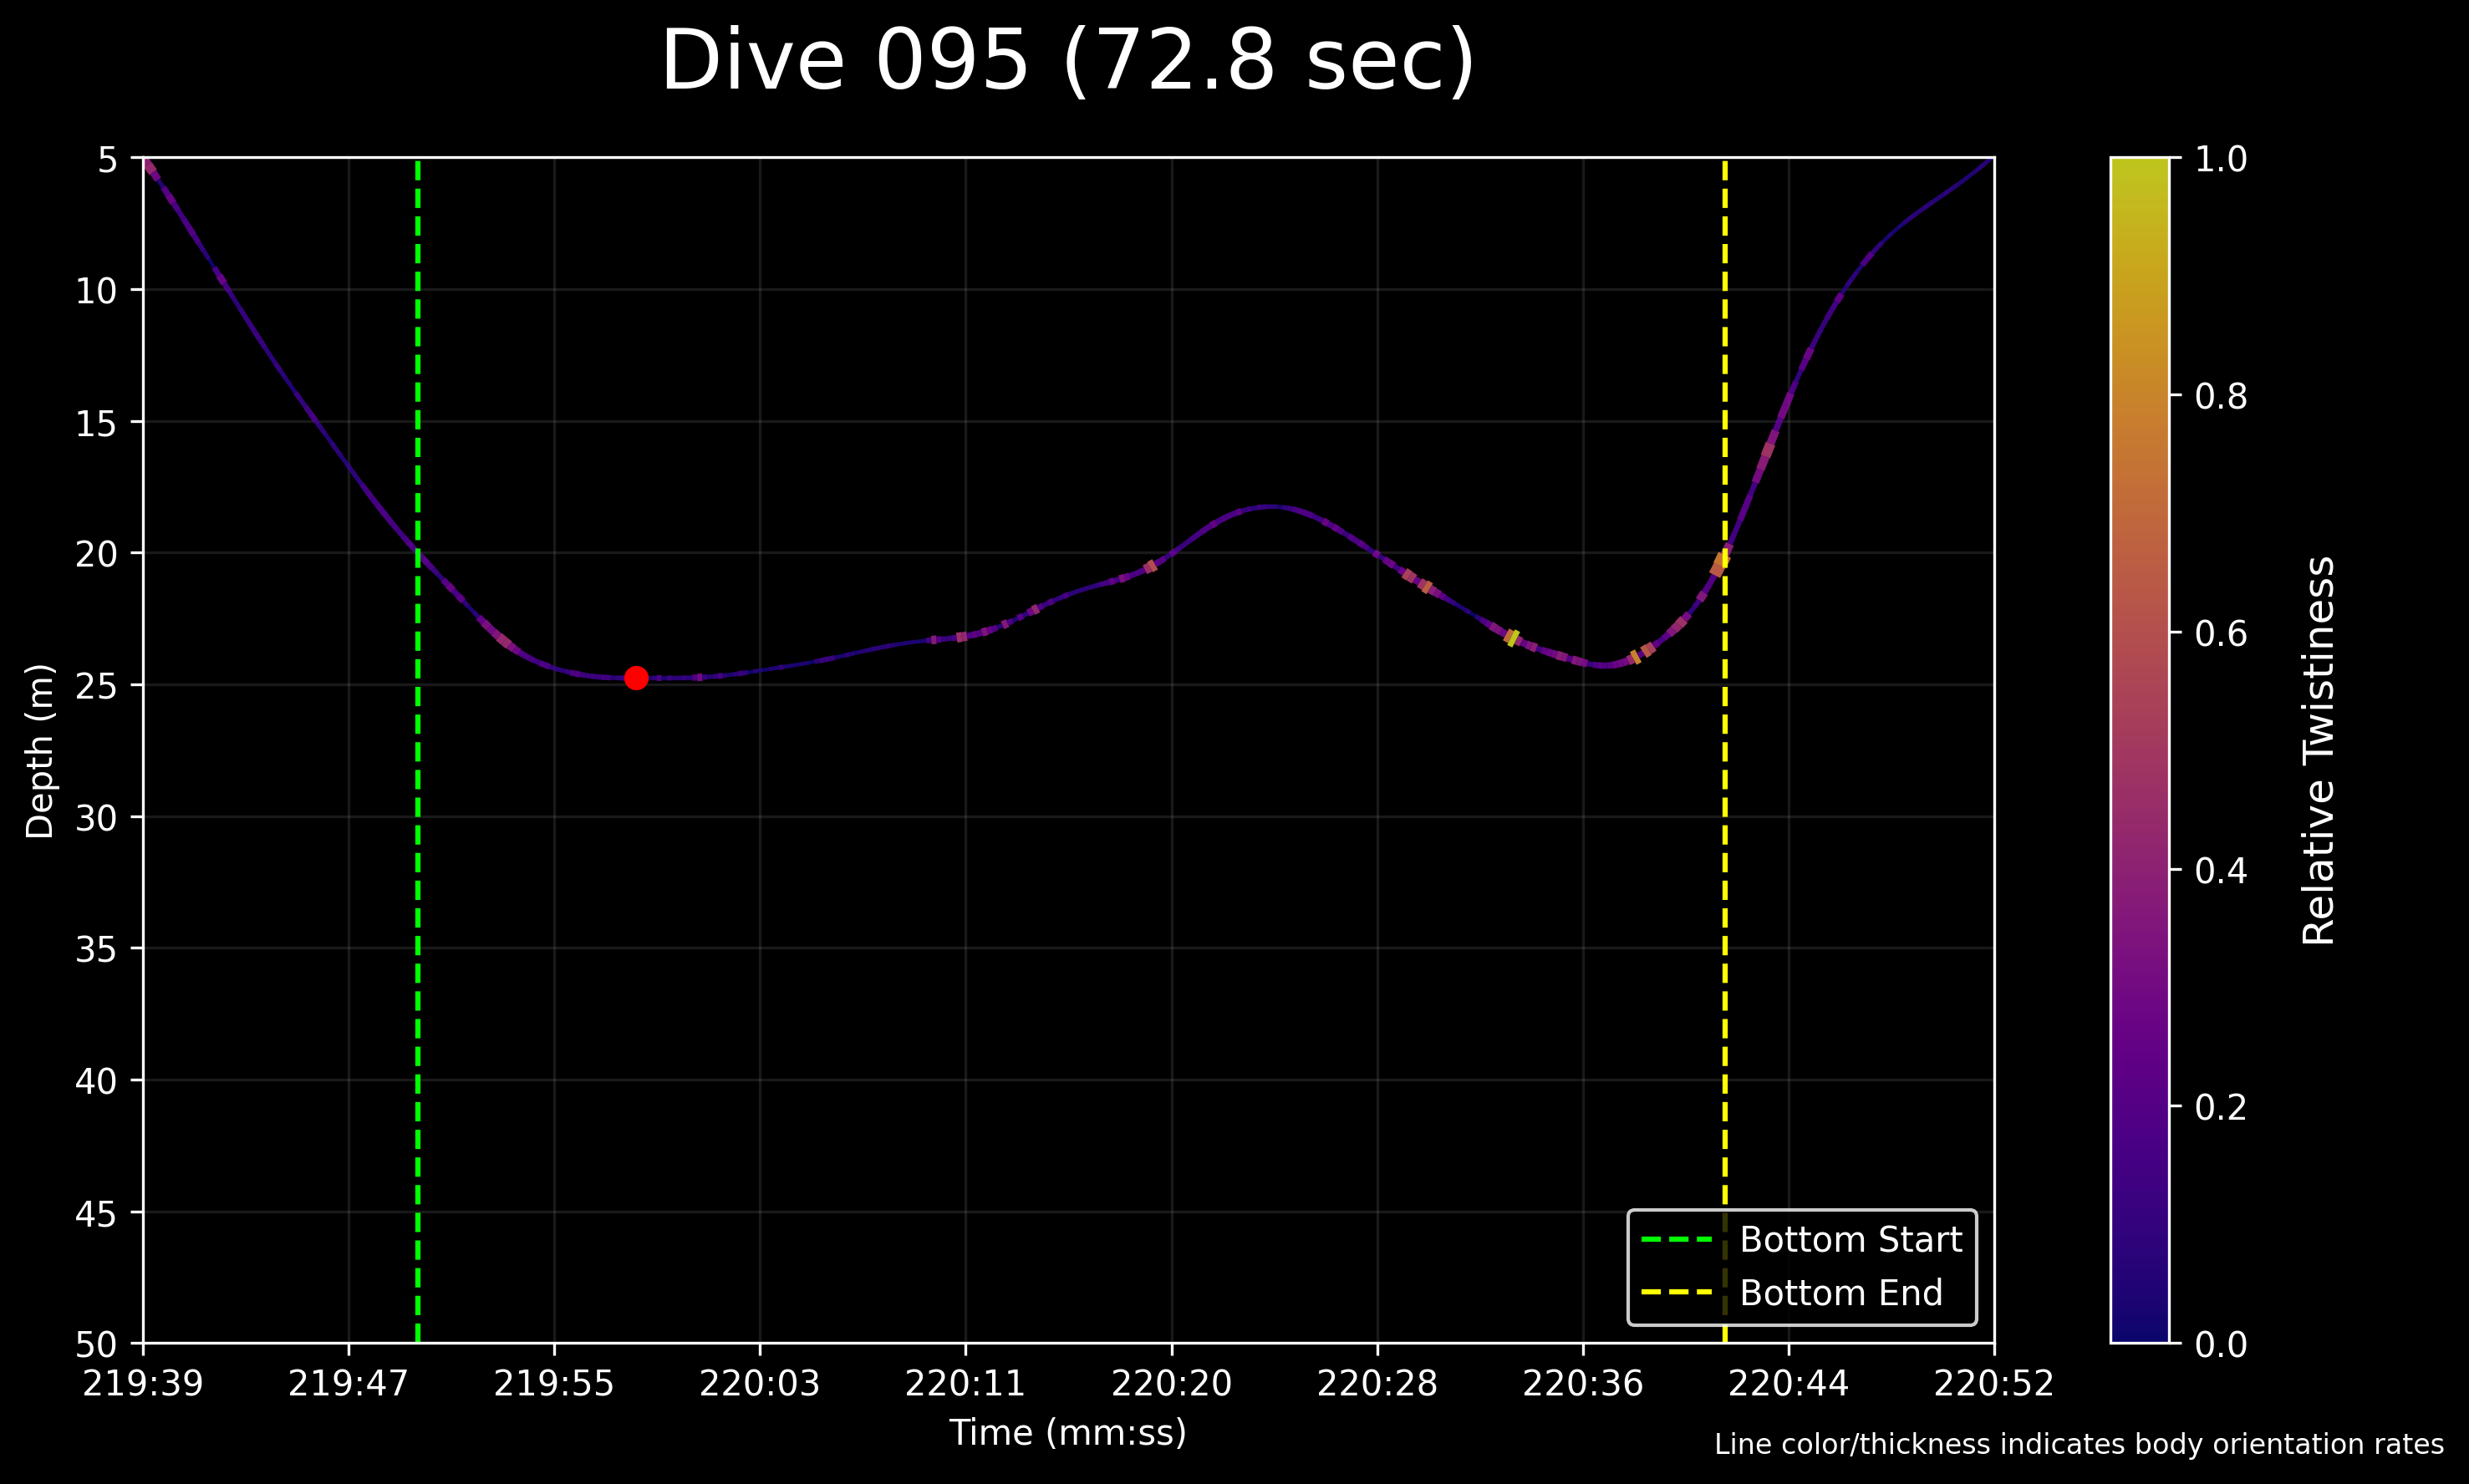 Dive 095 (72.8 sec)
5
10
15
20
25
30
35
40
45
50
Depth (m)
219:39 219:47 219:55 220:03 220:11 220:20 220:28 220:36 220:44 220:52
Time (mm:ss)
Bottom Start
Bottom End
1.0
0.8
0.6
0.4
0.2
0.0
Relative Twistiness
Line color/thickness indicates body orientation rates